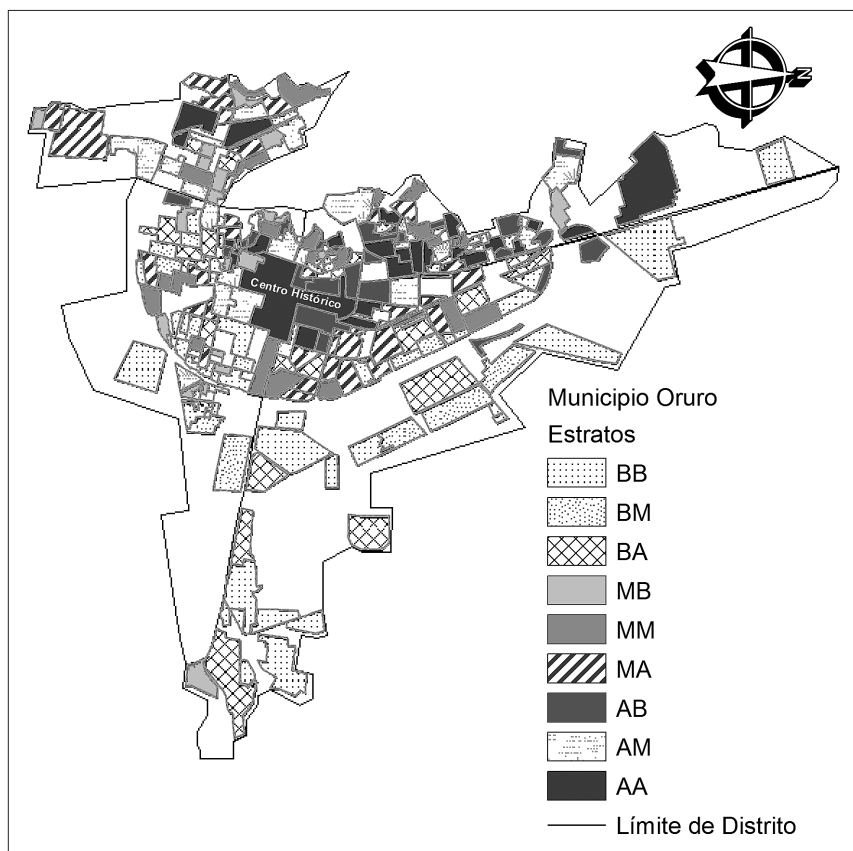 N
Centro Histórico
Municipio Oruro
Estratos
BB
BM
BA
MB
MM
MA
AB
AM
AA
Límite de Distrito